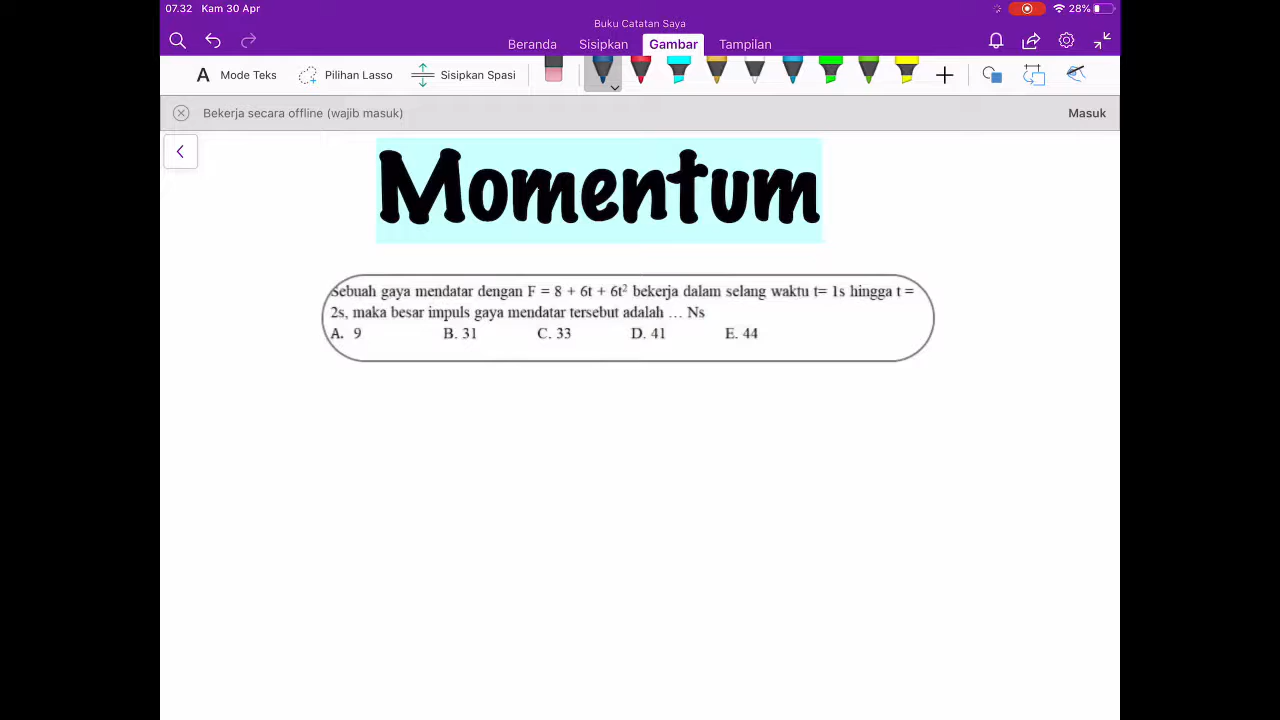 07.32 Kam 30 Apr
28%
Buku Catatan Saya
Beranda Sisipkan Gambar Tampilan
A Mode Teks Pilihan Lasso Sisipkan Spasi
Bekerja secara offline (wajib masuk) Masuk
Momentum
Sebuah gaya mendatar dengan F = 8 + 6t + 6t² bekerja dalam selang waktu t= 1s hingga t =
2s, maka besar impuls gaya mendatar tersebut adalah ... Ns
A. 9 B. 31 C. 33 D. 41 E. 44